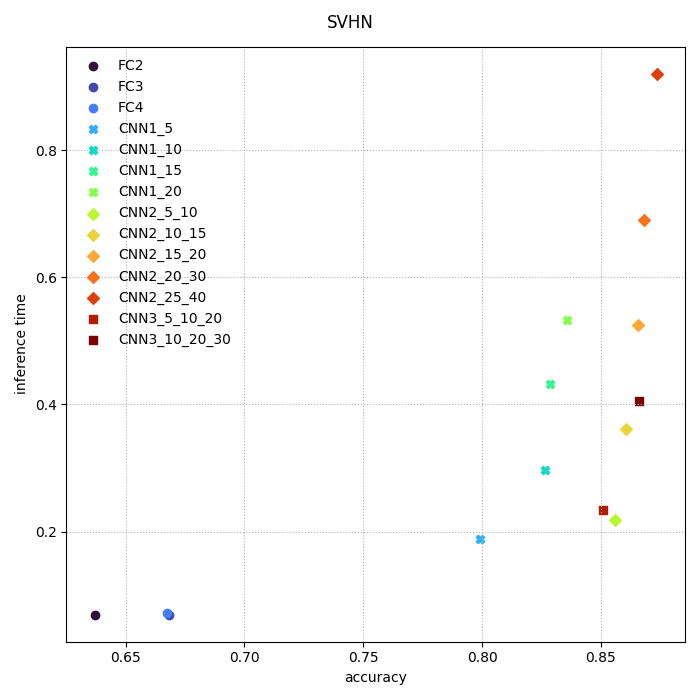 SVHN
FC2
FC3
FC4
CNN1_5
CNN1_10
CNN1_15
CNN1_20
CNN2_5_10
CNN2_10_15
CNN2_15_20
CNN2_20_30
CNN2_25_40
CNN3_5_10_20
CNN3_10_20_30
inference time
0.8
0.6
0.4
0.2
0.65 0.70 0.75 0.80 0.85
accuracy